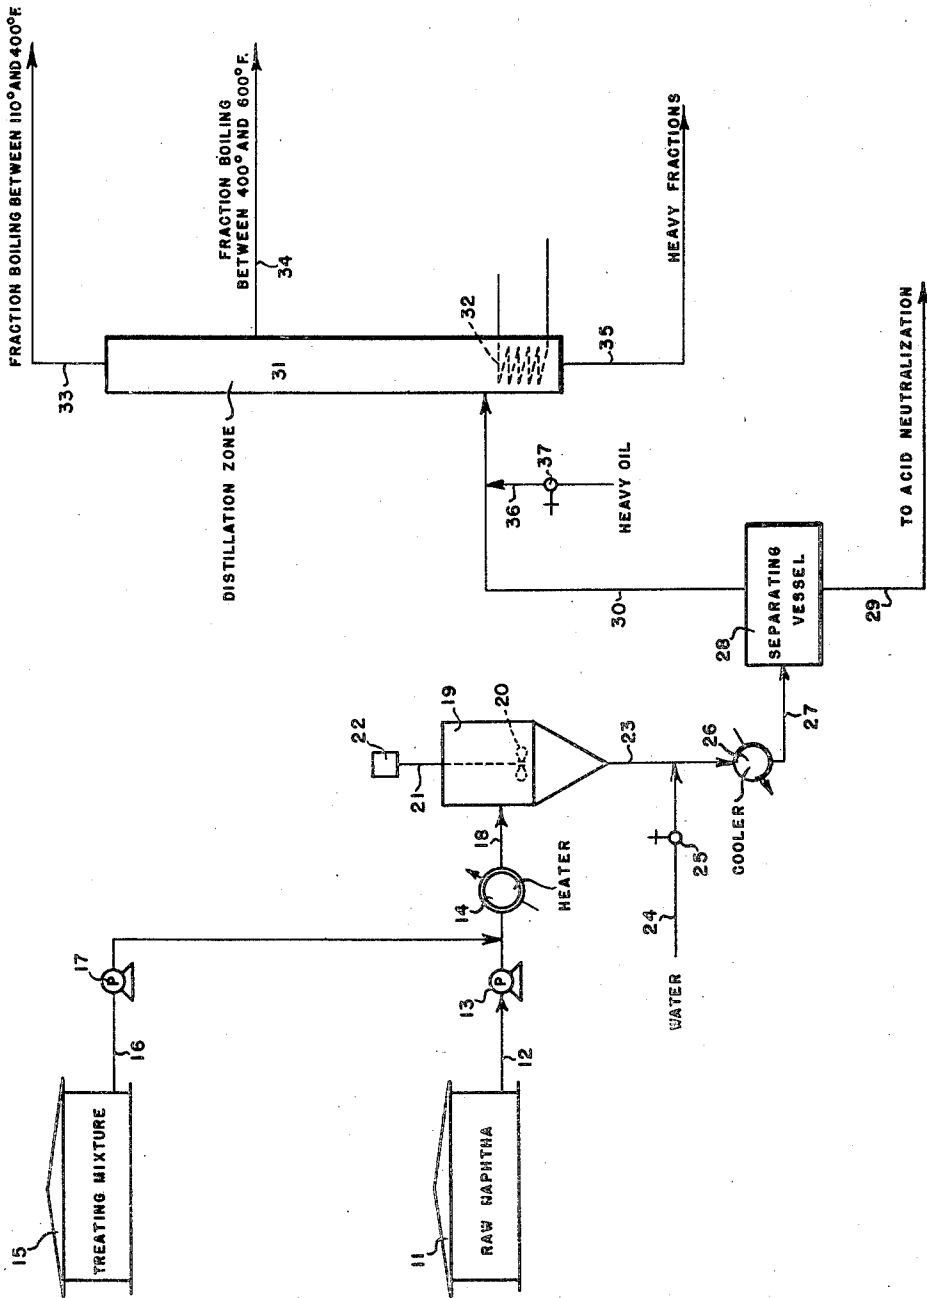 FRACTION BOILING BETWEEN 110° AND 400°F.
33
FRACTION BOILING
BETWEEN 400° AND 600°F.
34
31
DISTILLATION ZONE
32
35
HEAVY FRACTIONS
36
37
HEAVY OIL
30
28
SEPARATING
VESSEL
29
TO ACID NEUTRALIZATION
22
21
19
20
23
26
27
COOLER
25
24
WATER
18
14
HEATER
17
16
15
TREATING MIXTURE
13
12
11
RAW NAPHTHA